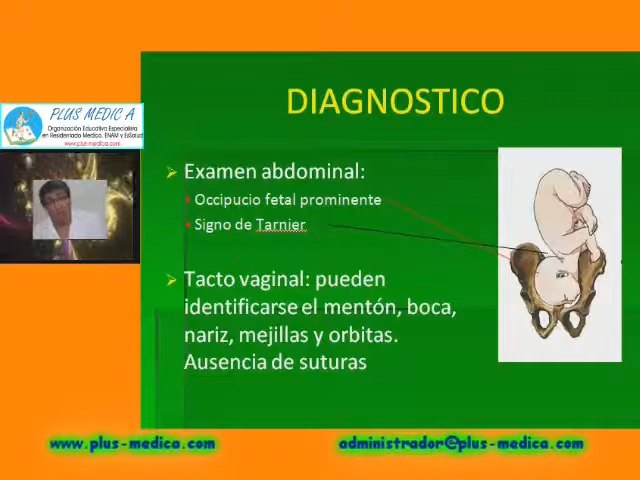 DIAGNOSTICO
PLUS MEDIC A
Organización Educativa Especialista
en Residentado Medico, ENAM y EsSalud
www.plus-medica.com
Examen abdominal:
Occipucio fetal prominente
Signo de Tarnier
Tacto vaginal: pueden
identificarse el mentón, boca,
nariz, mejillas y orbitas.
Ausencia de suturas
www.plus-medica.com
administrador@plus-medica.com